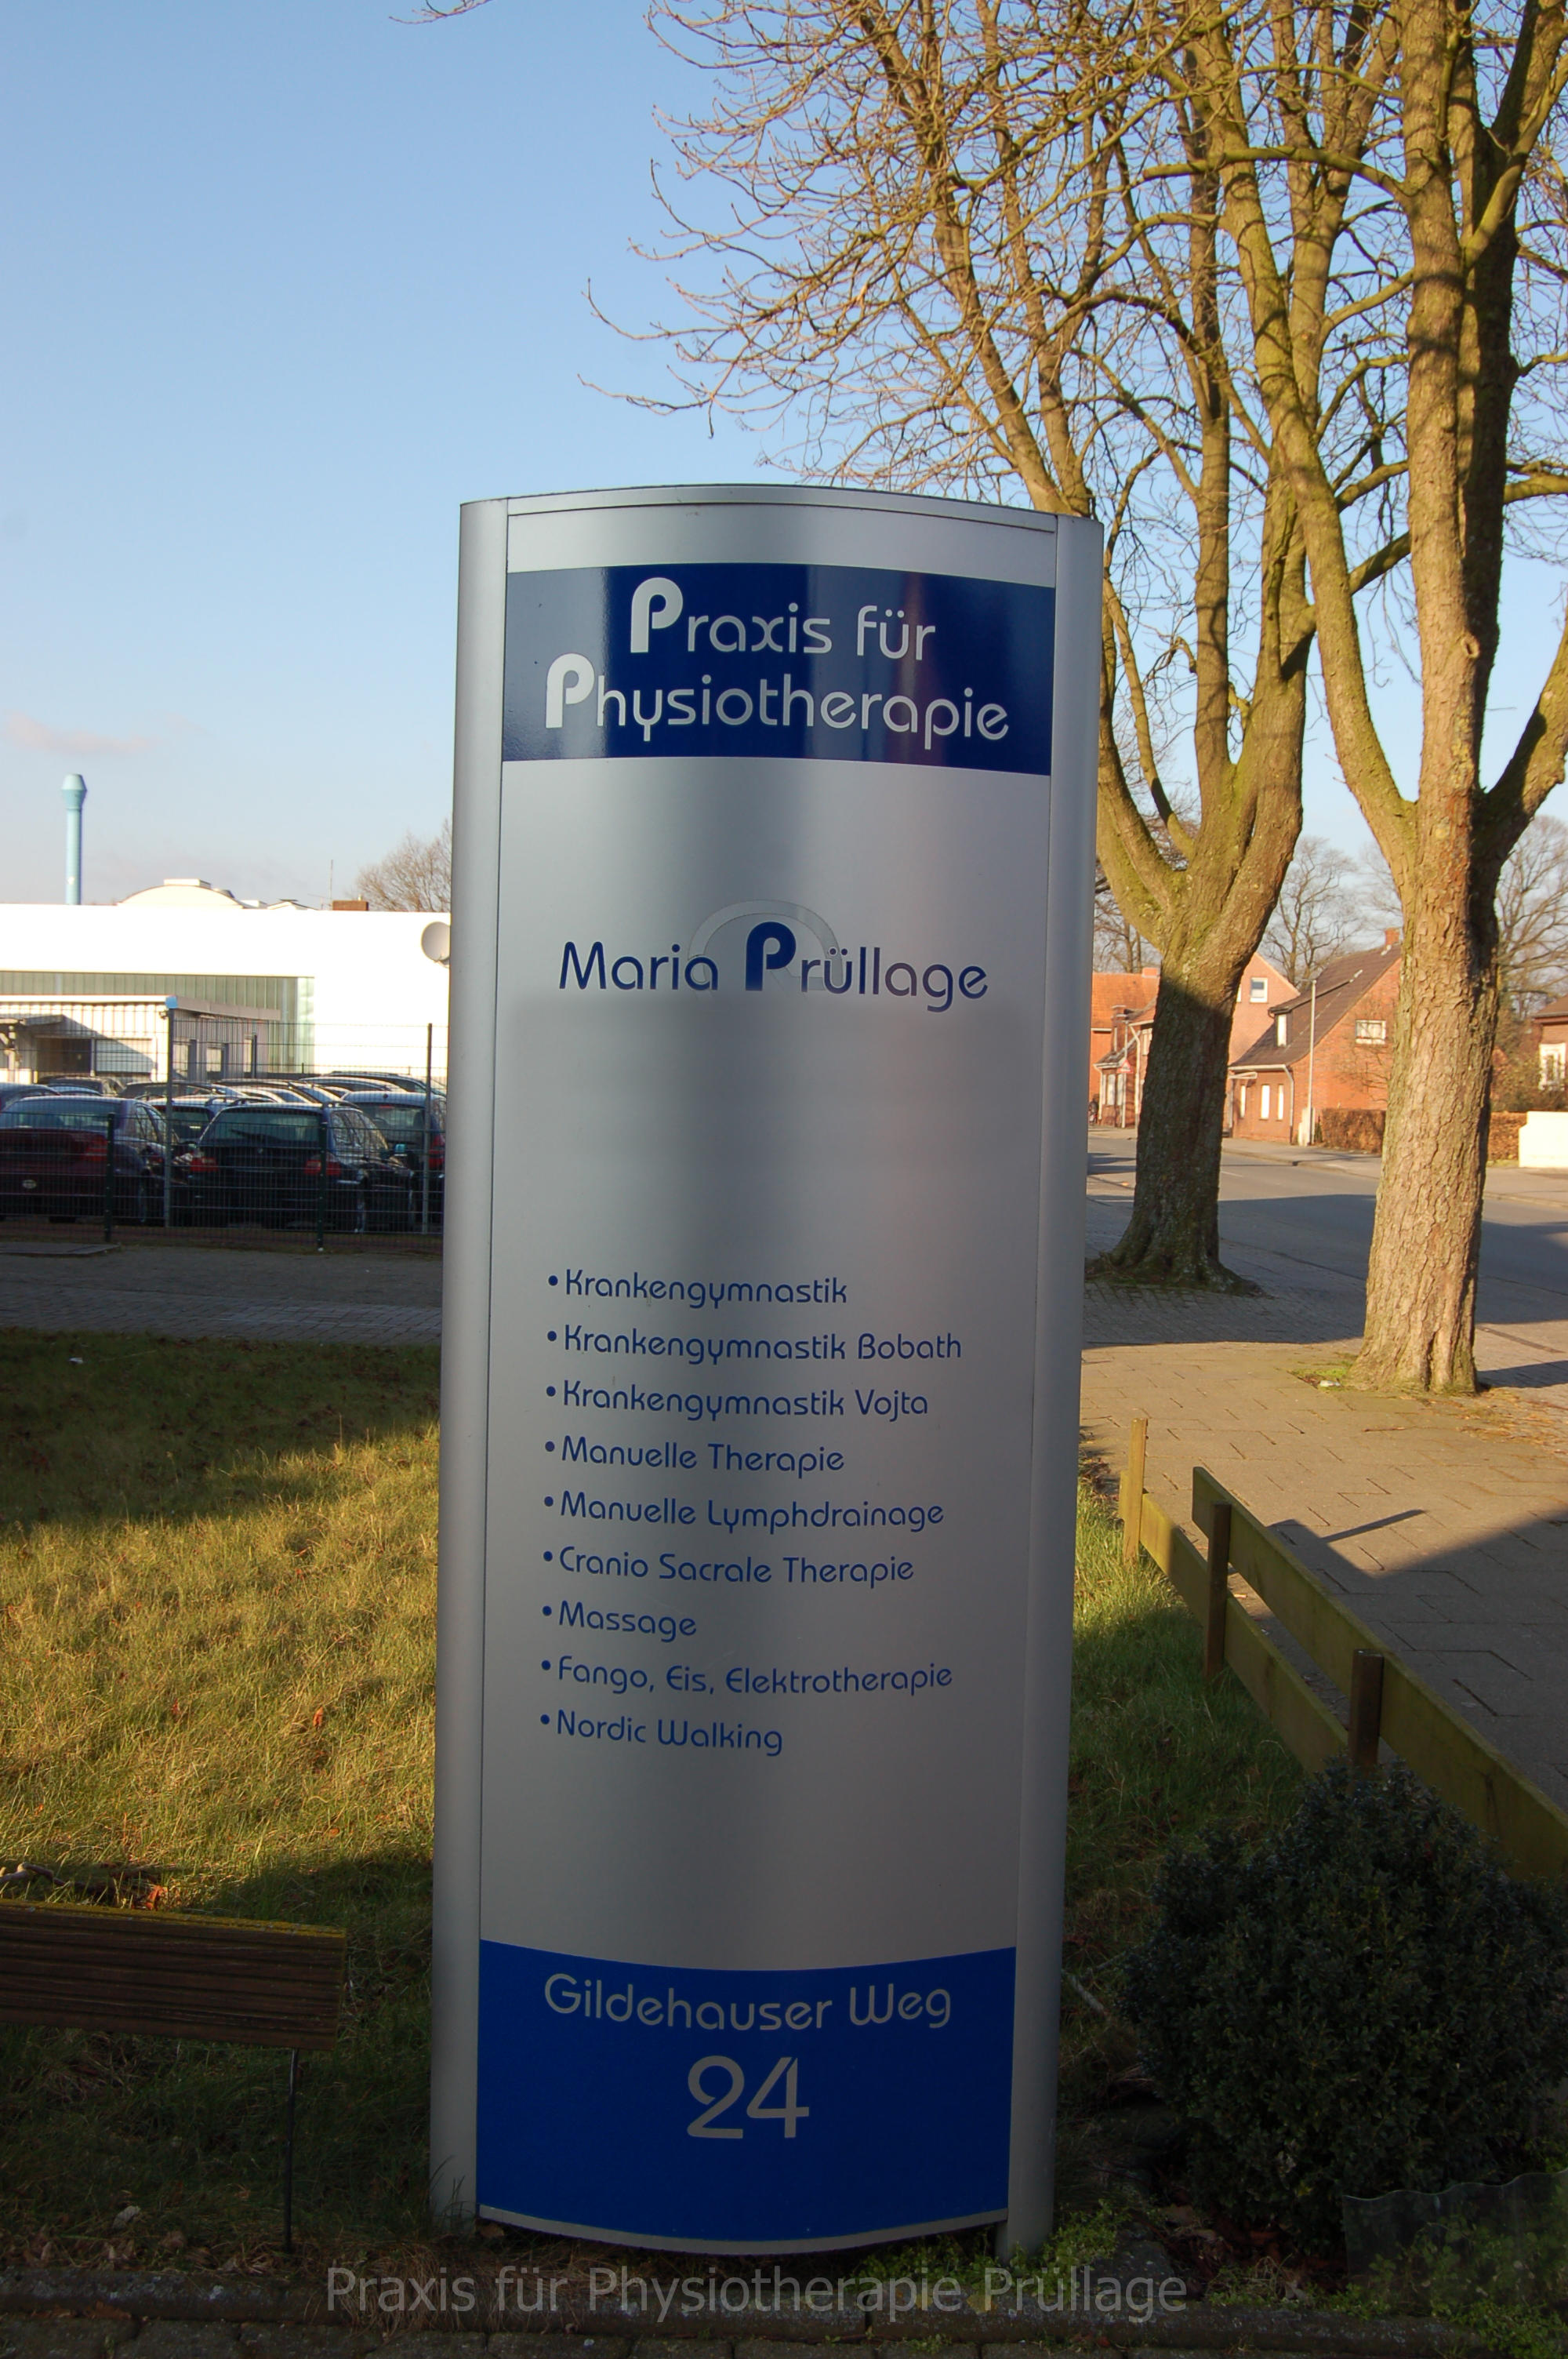 Praxis für
Physiotherapie
Maria Prüllage
• Krankengymnastik
• Krankengymnastik Bobath
• Krankengymnastik Vojta
• Manuelle Therapie
• Manuelle Lymphdrainage
• Cranio Sacrale Therapie
• Massage
• Fango, Eis, Elektrotherapie
• Nordic Walking
Gildehauser Weg
24
Praxis für Physiotherapie Prüllage